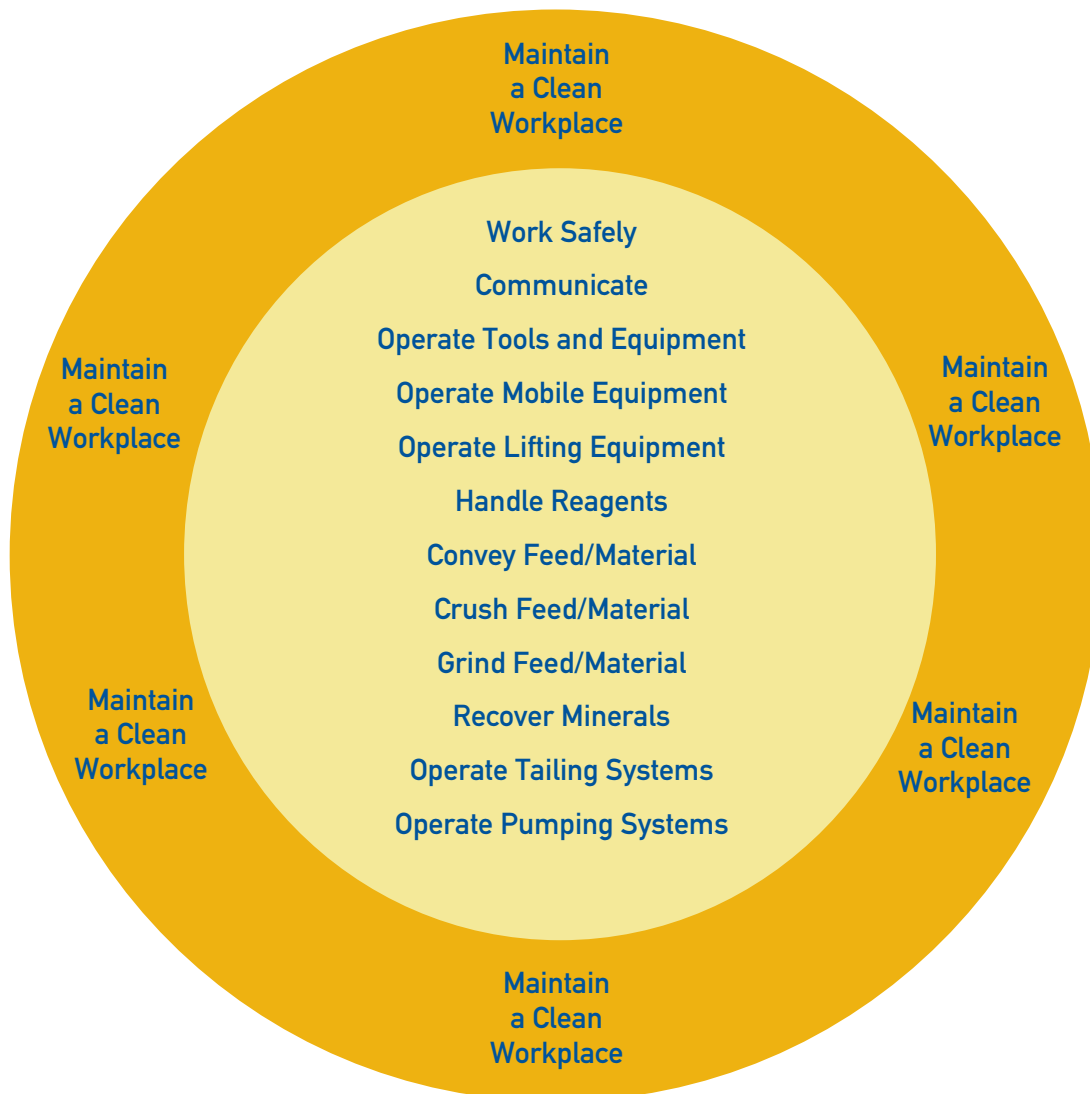 Maintain
a Clean
Workplace
Work Safely
Communicate
Operate Tools and Equipment
Maintain
a Clean
Workplace
Maintain
a Clean
Workplace
Operate Mobile Equipment
Operate Lifting Equipment
Handle Reagents
Convey Feed/Material
Crush Feed/Material
Grind Feed/Material
Recover Minerals
Maintain
a Clean
Workplace
Maintain
a Clean
Workplace
Operate Tailing Systems
Operate Pumping Systems
Maintain
a Clean
Workplace